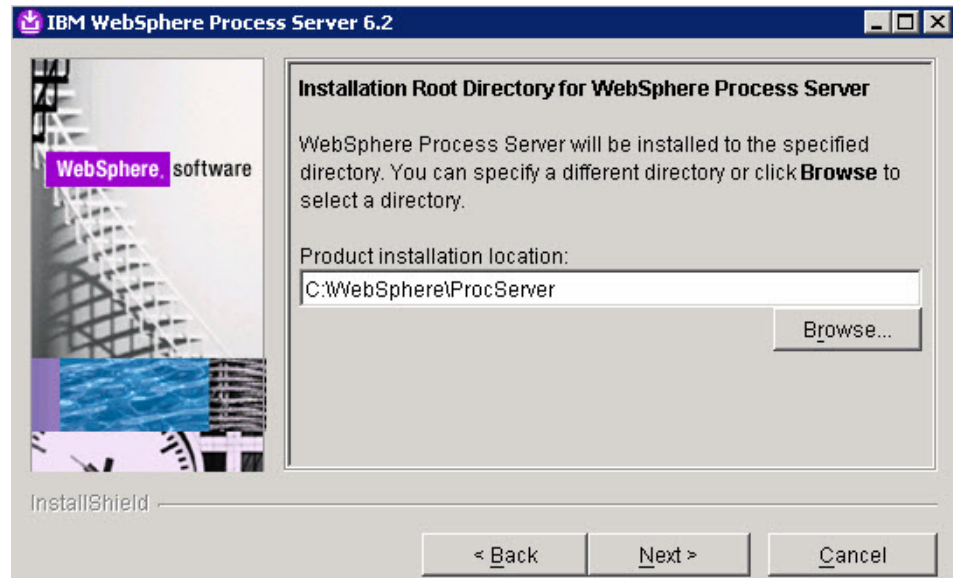 IBM WebSphere Process Server 6.2
WebSphere. software
Installation Root Directory for WebSphere Process Server
WebSphere Process Server will be installed to the specified
directory. You can specify a different directory or click Browse to
select a directory.
Product installation location:
C:\WebSphere\ProcServer
Browse...
InstallShield
< Back
Next >
Cancel